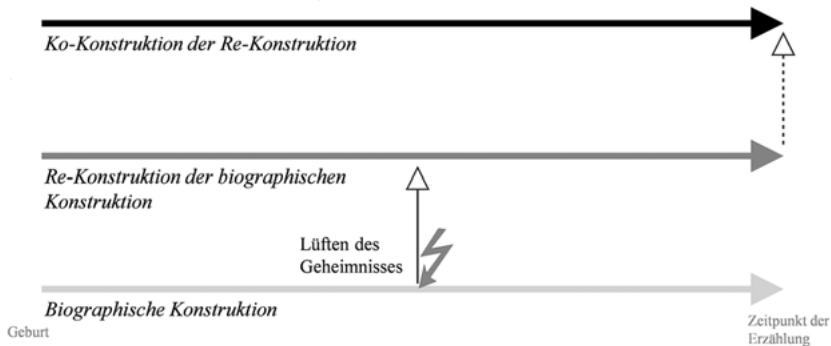 Ko-Konstruktion der Re-Konstruktion
Re-Konstruktion der biographischen
Konstruktion
Lüften des
Geheimnisses
Biographische Konstruktion
Geburt
Zeitpunkt der
Erzählung